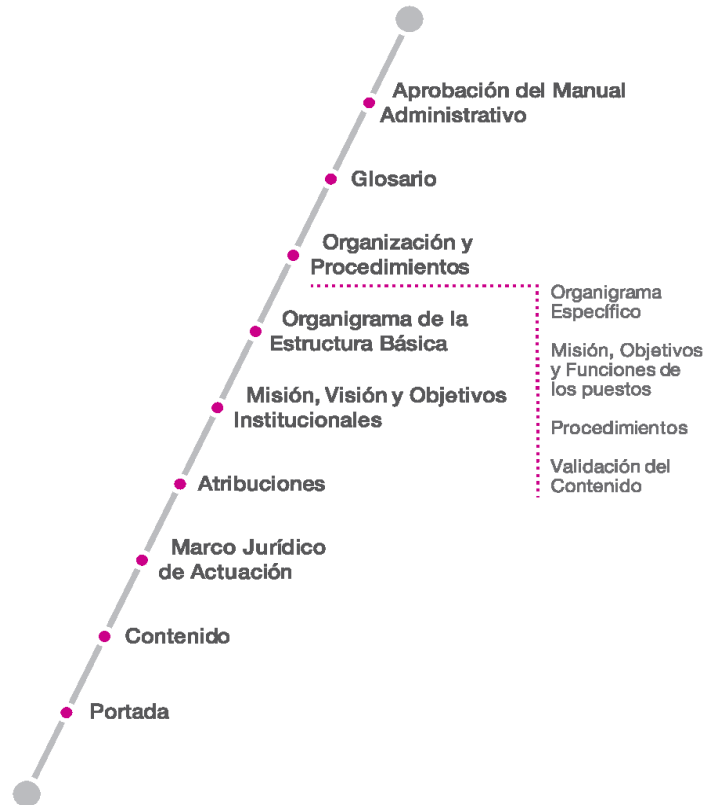 Aprobación del Manual
Administrativo
Glosario
Organización y
Procedimientos
Organigrama
Específico
Misión, Objetivos
y Funciones de
los puestos
Procedimientos
Validación del
Contenido
Organigrama de la
Estructura Básica
Misión, Visión y Objetivos
Institucionales
Atribuciones
Marco Jurídico
de Actuación
Contenido
Portada